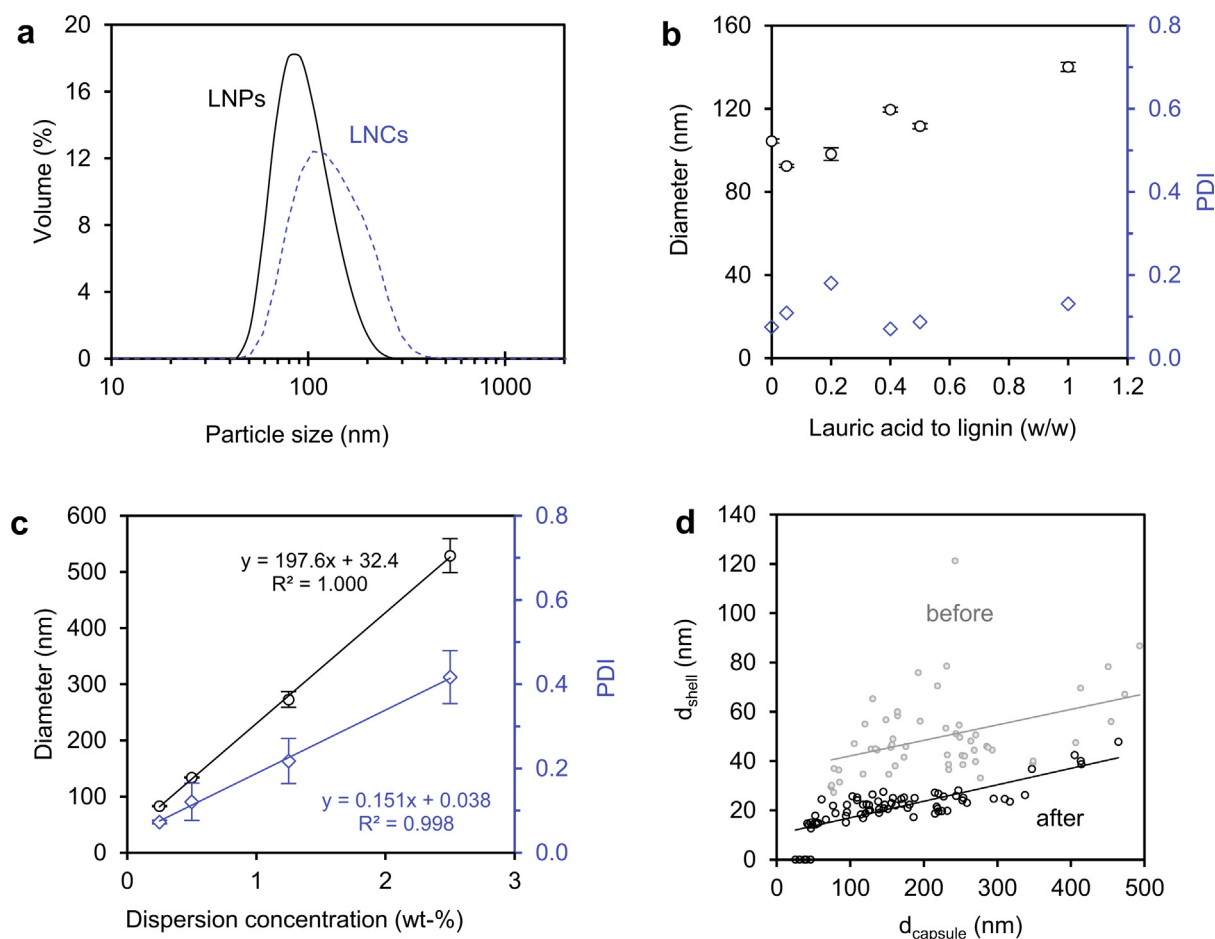 a
20
16
12
8
4
0
Volume (%)
LNPs
LNCs
10
100
1000
Particle size (nm)
b
160
120
80
40
0
Diameter (nm)
0.8
0.6
0.4
0.2
0.0
PDI
0
0.2
0.4
0.6
0.8
1
1.2
Lauric acid to lignin (w/w)
c
600
500
400
300
200
100
0
Diameter (nm)
y = 197.6x + 32.4
R² = 1.000
y = 0.151x + 0.038
R² = 0.998
0.8
0.6
0.4
0.2
0.0
PDI
0
1
2
3
Dispersion concentration (wt-%)
d
140
120
100
80
60
40
20
0
dshell (nm)
before
after
0
100
200
300
400
500
dcapsule (nm)